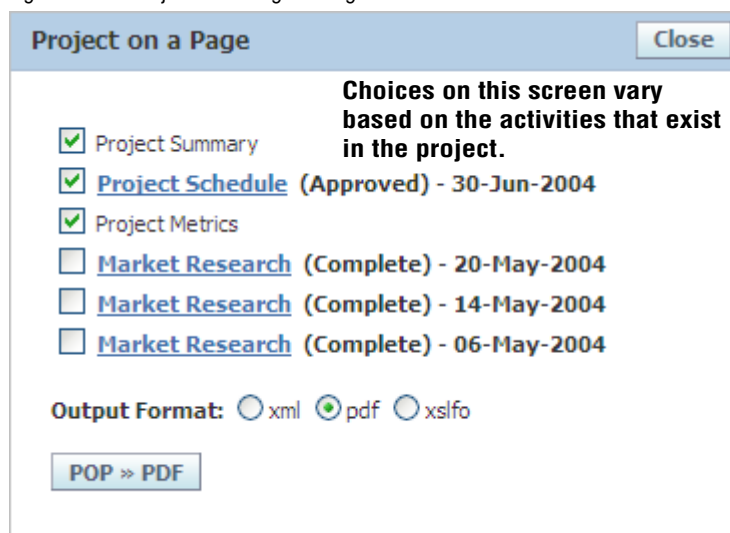 Project on a Page
Close
Choices on this screen vary
based on the activities that exist
in the project.
Project Summary
Project Schedule (Approved) - 30-Jun-2004
Project Metrics
Market Research (Complete) - 20-May-2004
Market Research (Complete) - 14-May-2004
Market Research (Complete) - 06-May-2004
Output Format: xml pdf xslfo
POP » PDF